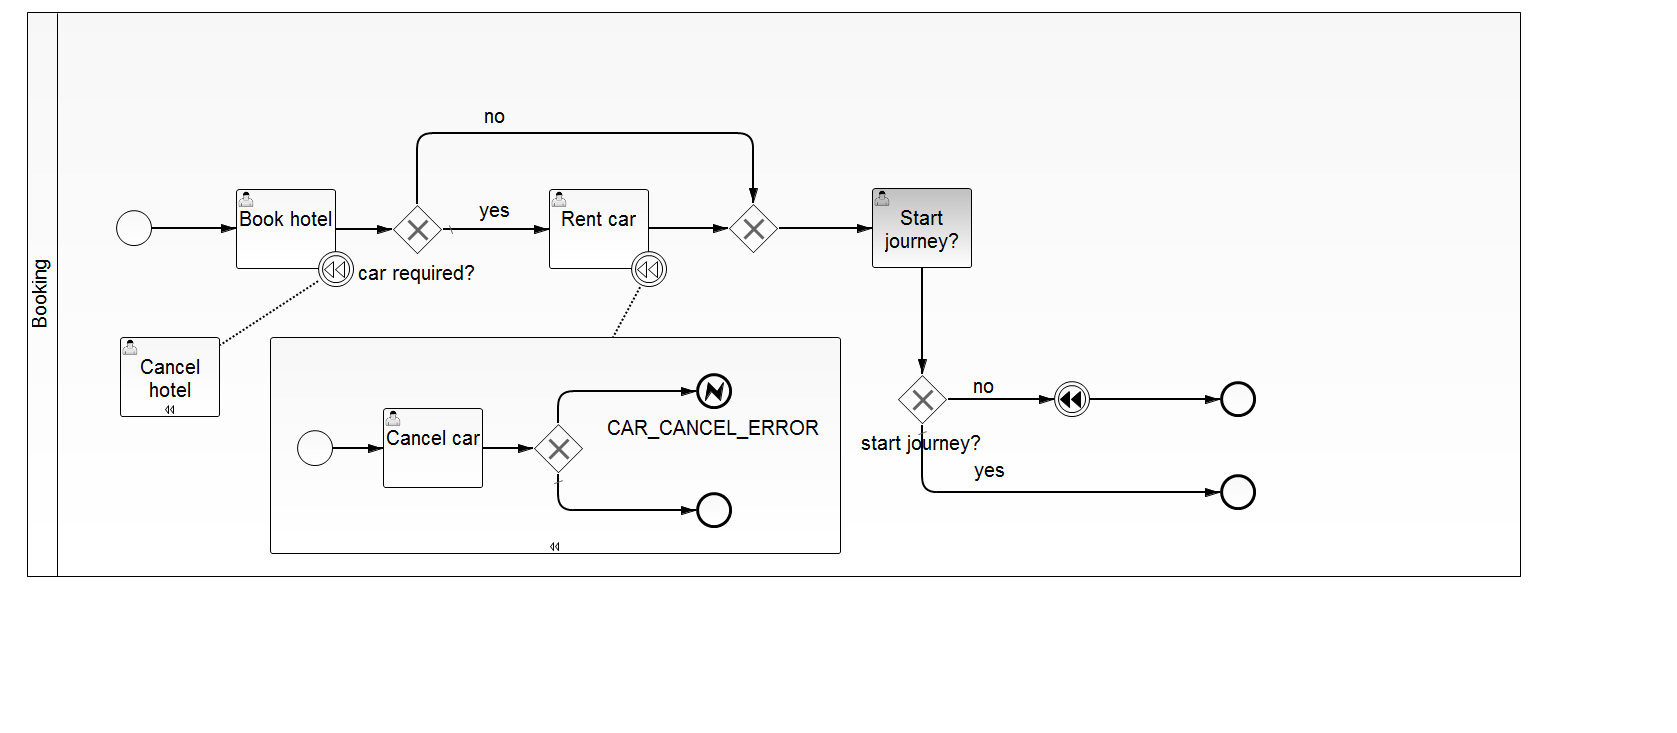 Booking
no
Book hotel
yes
Rent car
Start
journey?
car required?
Cancel
hotel
no
Cancel car
CAR_CANCEL_ERROR
start journey?
yes